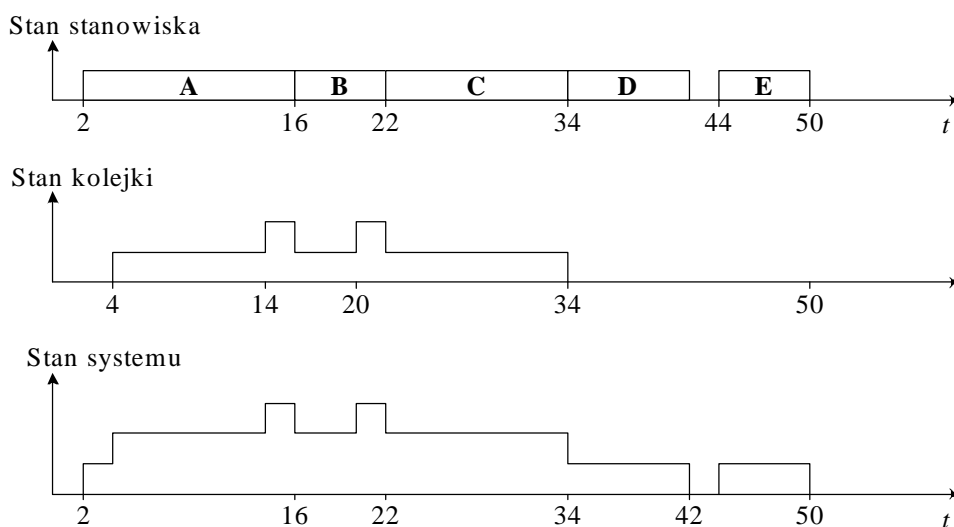 Stan stanowiska
A B C D E
2 16 22 34 44 50 t
Stan kolejki
4 14 20 34 50
Stan systemu
2 16 22 34 42 50 t